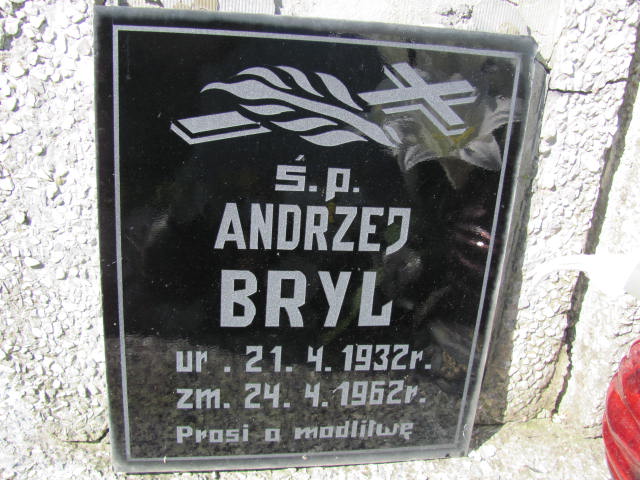 Ś.P.
ANDRZEJ
BRYL
ur. 21. 4. 1932r.
zm. 24. 4. 1962r.
Prosi o modlitwę